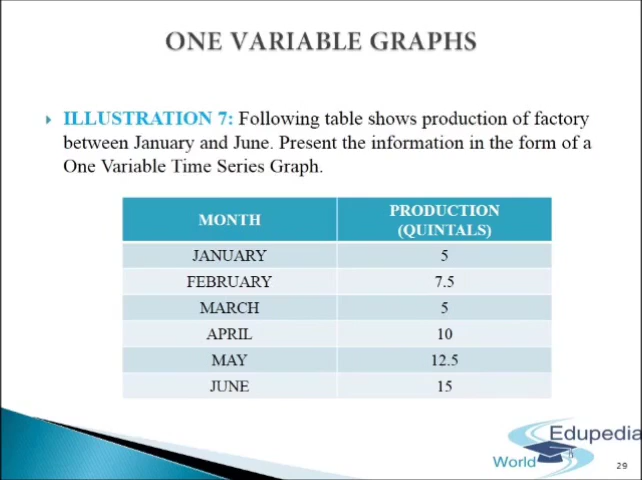 ONE VARIABLE GRAPHS
ILLUSTRATION 7: Following table shows production of factory
between January and June. Present the information in the form of a
One Variable Time Series Graph.
MONTH PRODUCTION (QUINTALS)
JANUARY 5
FEBRUARY 7.5
MARCH 5
APRIL 10
MAY 12.5
JUNE 15
Edupedia
World
29